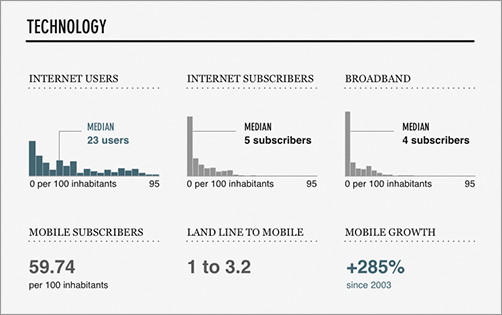 TECHNOLOGY
INTERNET USERS
MEDIAN
23 users
0 per 100 inhabitants 95
INTERNET SUBSCRIBERS
MEDIAN
5 subscribers
0 per 100 inhabitants 95
BROADBAND
MEDIAN
4 subscribers
0 per 100 inhabitants 95
MOBILE SUBSCRIBERS
59.74
per 100 inhabitants
LAND LINE TO MOBILE
1 to 3.2
MOBILE GROWTH
+285%
since 2003